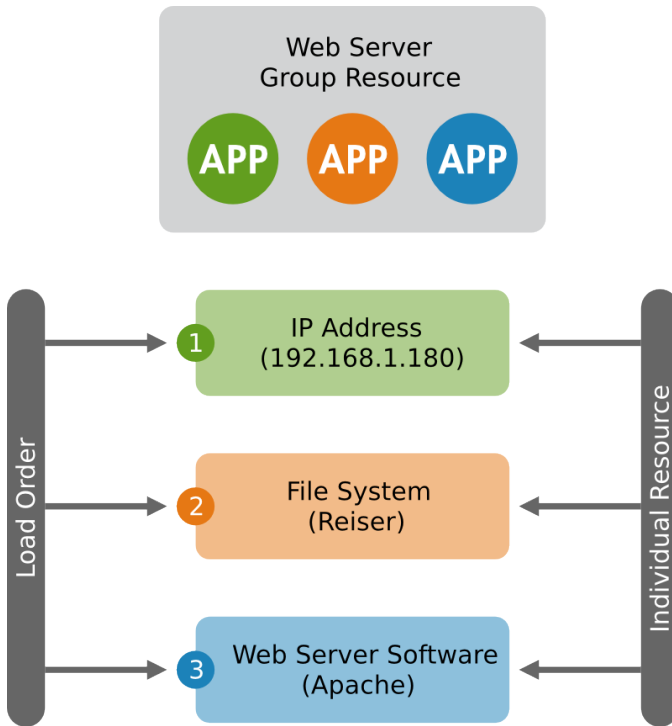 Web Server
Group Resource
APP APP APP
1
IP Address
(192.168.1.180)
2
File System
(Reiser)
3
Web Server Software
(Apache)
Load Order
Individual Resource